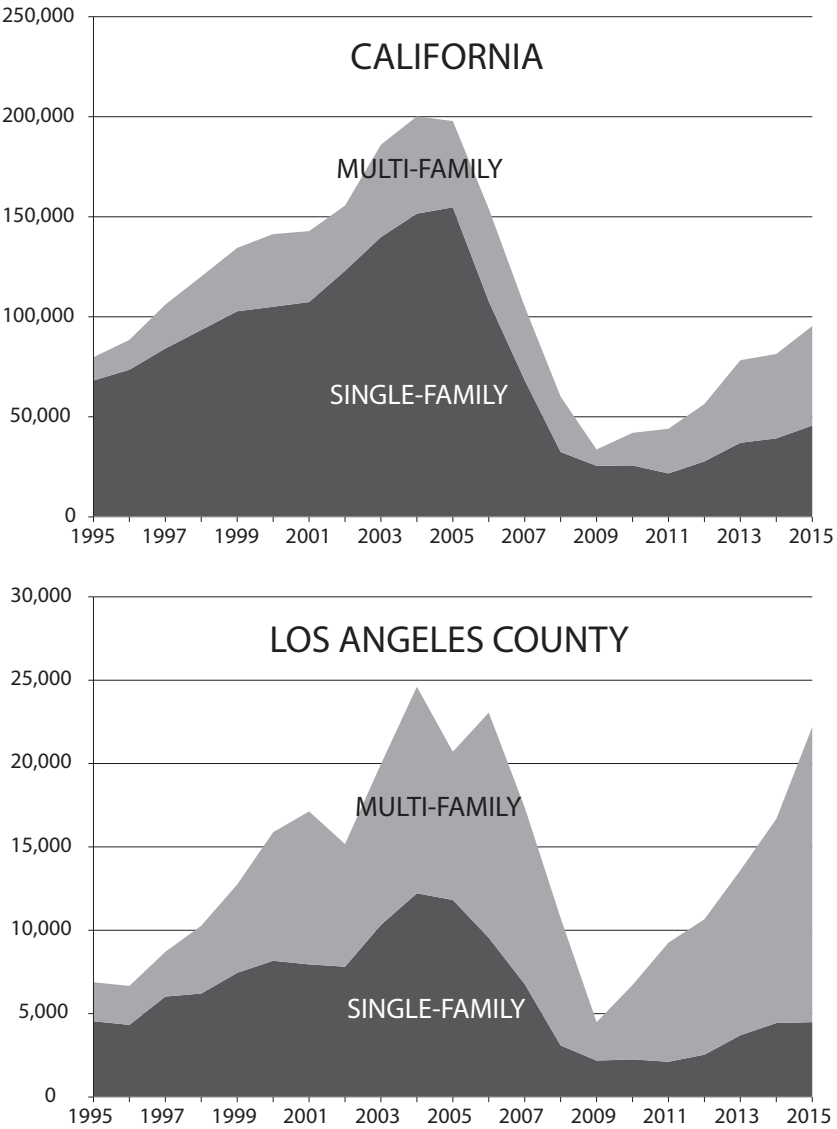 250,000
CALIFORNIA
200,000
MULTI-FAMILY
150,000
100,000
SINGLE-FAMILY
50,000
0
1995 1997 1999 2001 2003 2005 2007 2009 2011 2013 2015
30,000
LOS ANGELES COUNTY
25,000
20,000
MULTI-FAMILY
15,000
10,000
SINGLE-FAMILY
5,000
0
1995 1997 1999 2001 2003 2005 2007 2009 2011 2013 2015